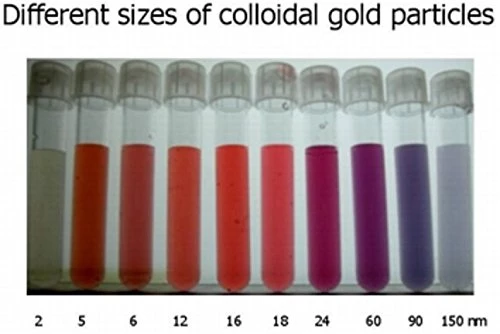 Different sizes of colloidal gold particles
2 5 6 12 16 18 24 60 90 150 nm